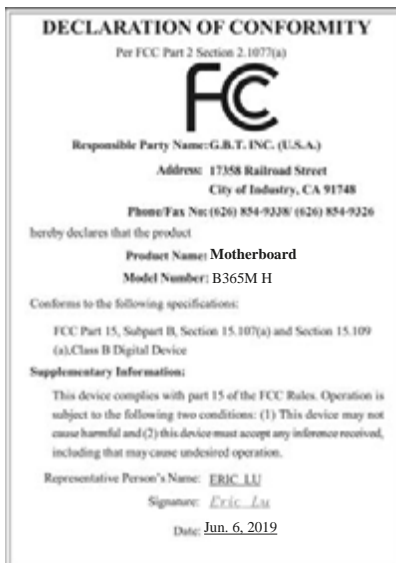 DECLARATION OF CONFORMITY
Per FCC Part 2 Section 2.1077(a)
FC
Responsible Party Name: G.B.T. INC. (U.S.A.)
Address: 17358 Railroad Street
City of Industry, CA 91748
Phone/Fax No: (626) 854-9338/ (626) 854-9326
hereby declares that the product
Product Name: Motherboard
Model Number: B365M H
Conforms to the following specifications:
FCC Part 15, Subpart B, Section 15.107(a) and Section 15.109
(a),Class B Digital Device
Supplementary Information:
This device complies with part 15 of the FCC Rules. Operation is
subject to the following two conditions: (1) This device may not
cause harmful and (2) this device must accept any inference received,
including that may cause undesired operation.
Representative Person's Name: ERIC LU
Signature: Eric Lu
Date: Jun. 6, 2019